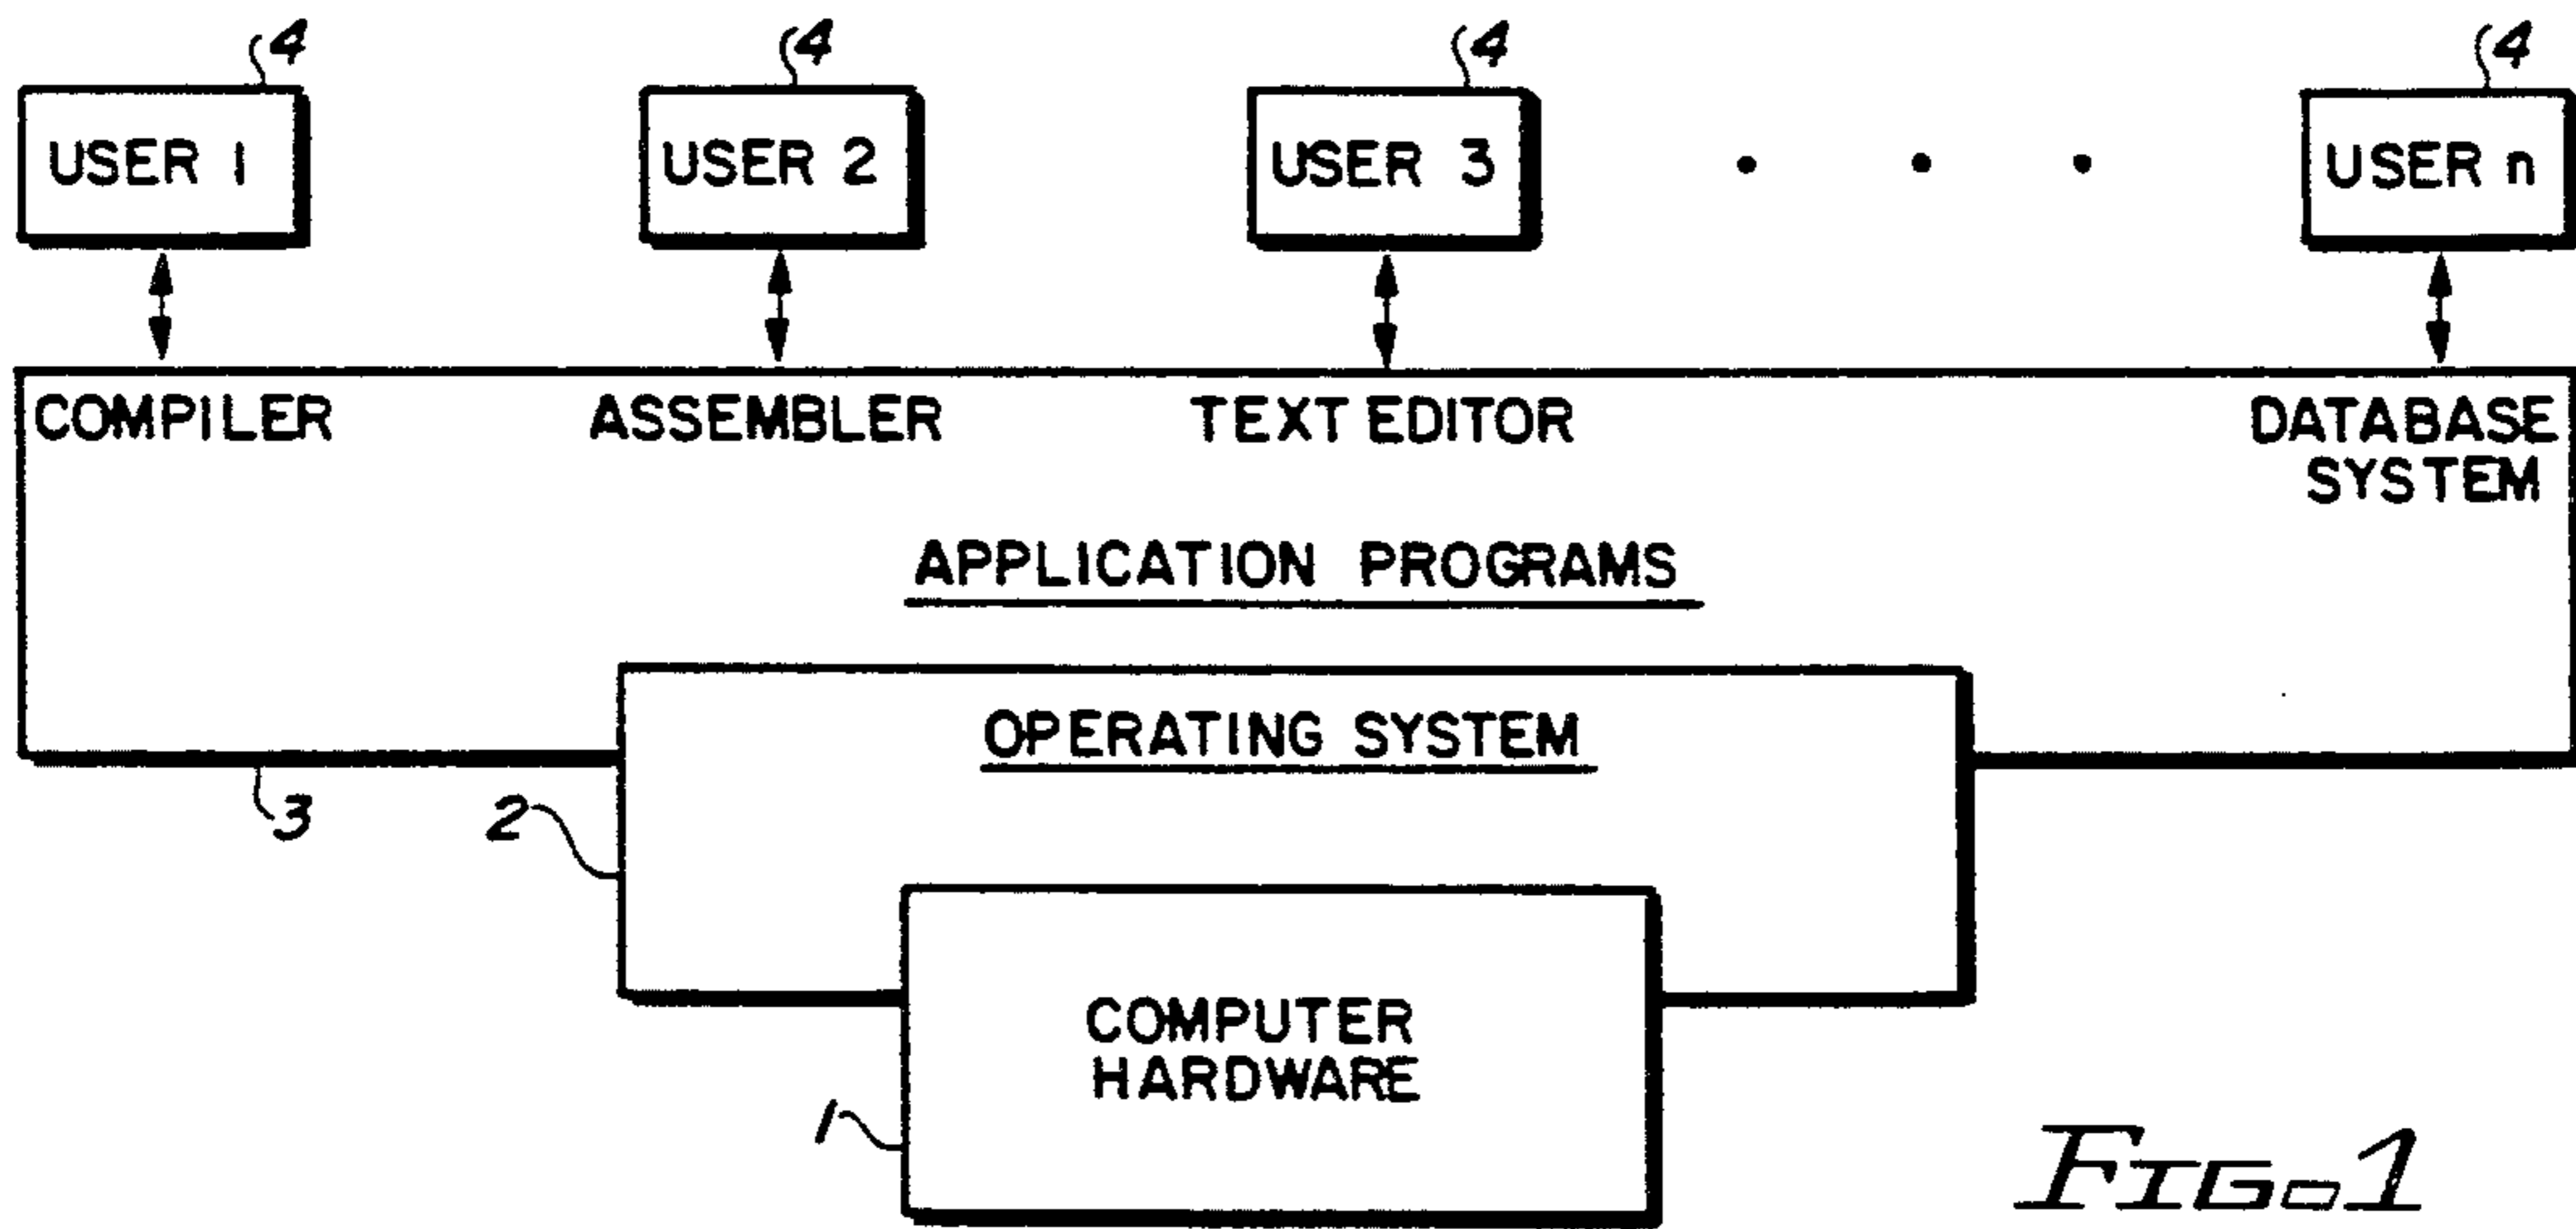 4 4 4 4
USER 1 USER 2 USER 3 . . . USER n
COMPILER ASSEMBLER TEXT EDITOR DATABASE
SYSTEM
APPLICATION PROGRAMS
OPERATING SYSTEM
3 2
COMPUTER
HARDWARE
1
FIG. 1